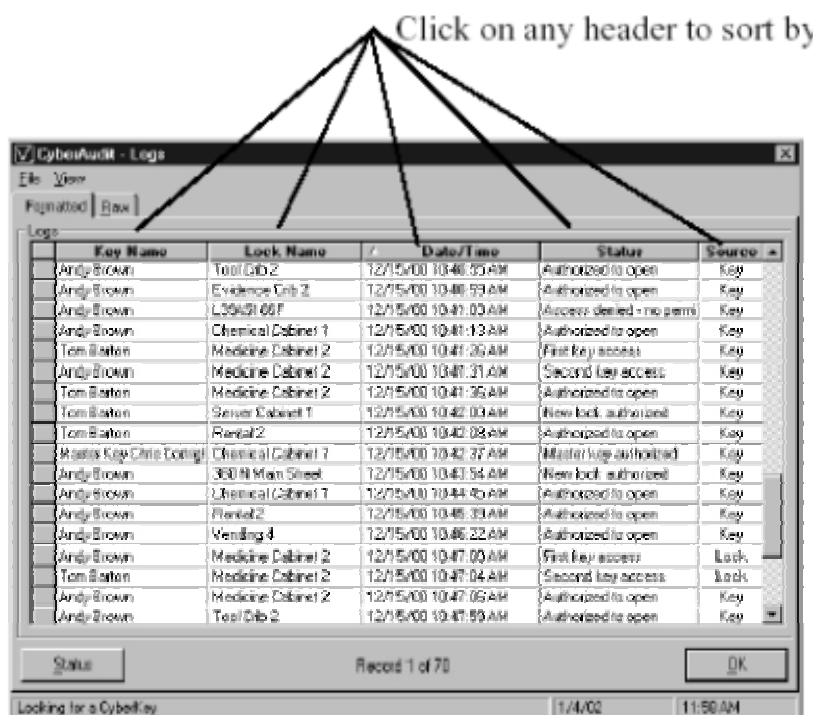 Click on any header to sort by
CyberAudit - Logs
File View
Formatted Raw
Logs
Key Name Lock Name Date/Time Status Source
Andy Brown Tool Crib 2 12/15/00 10:40:55 AM Authorized to open Key
Andy Brown Evidence Crib 2 12/15/00 10:40:59 AM Authorized to open Key
Andy Brown 12/15/00 10:41:03 AM Access denied - no permi Key
Andy Brown Chemical Cabinet 1 12/15/00 10:41:13 AM Authorized to open Key
Tom Barton Medicine Cabinet 2 12/15/00 10:41:26 AM First key access Key
Andy Brown Medicine Cabinet 2 12/15/00 10:41:31 AM Second key access Key
Tom Barton Medicine Cabinet 2 12/15/00 10:41:36 AM Authorized to open Key
Tom Barton Server Cabinet 1 12/15/00 10:42:03 AM New lock authorized Key
Tom Barton Rental 2 12/15/00 10:42:08 AM Authorized to open Key
Master Key Chris Chemical Cabinet 1 12/15/00 10:42:37 AM Master key authorized Key
Andy Brown 360 N Main Street 12/15/00 10:43:54 AM New lock authorized Key
Andy Brown Chemical Cabinet 1 12/15/00 10:44:45 AM Authorized to open Key
Andy Brown Rental 2 12/15/00 10:45:39 AM Authorized to open Key
Andy Brown Vending 4 12/15/00 10:46:22 AM Authorized to open Key
Andy Brown Medicine Cabinet 2 12/15/00 10:47:00 AM First key access Lock
Tom Barton Medicine Cabinet 2 12/15/00 10:47:04 AM Second key access Lock
Andy Brown Medicine Cabinet 2 12/15/00 10:47:06 AM Authorized to open Key
Andy Brown Tool Crib 2 12/15/00 10:47:59 AM Authorized to open Key
Status Record 1 of 70 OK
Looking for a CyberKey 1/4/02 11:58 AM